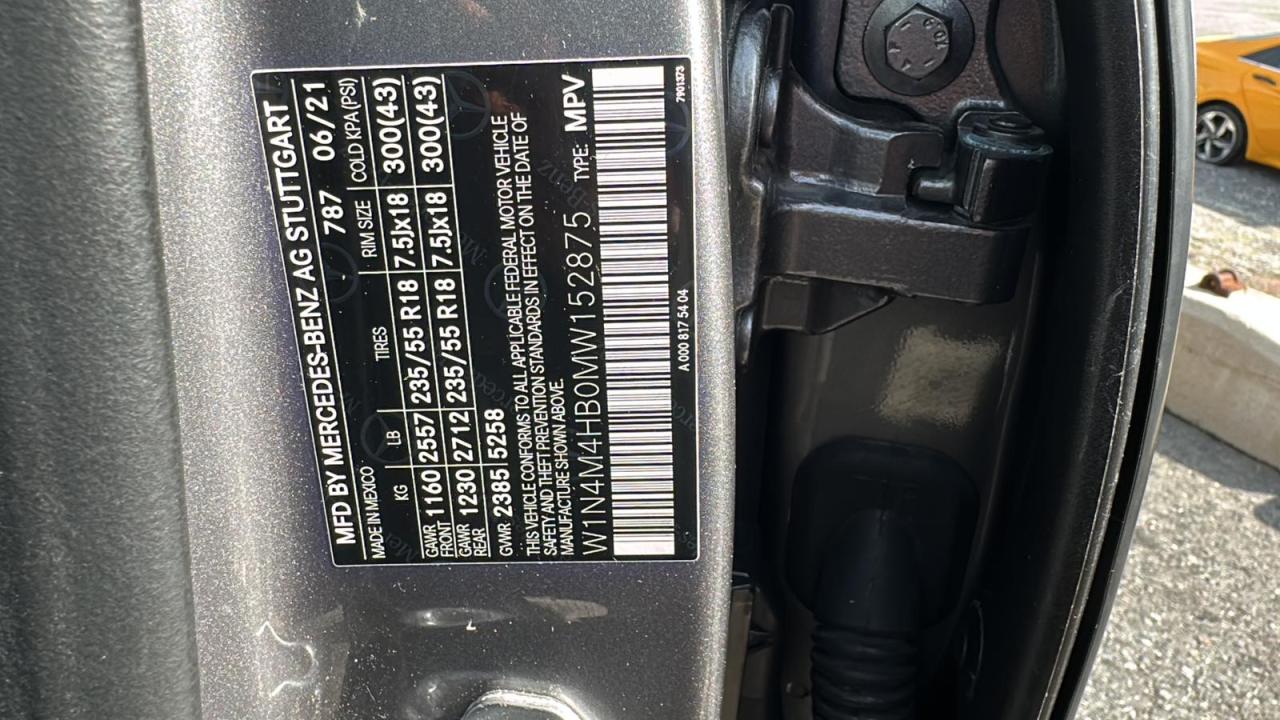 MFD BY MERCEDES-BENZ AG STUTTGART
MADE IN MEXICO 787 06/21
KG LB TIRES RIM SIZE COLD KPA (PSI)
GAWR FRONT 1160 2557 235/55 R18 7.5Jx18 300(43)
GAWR REAR 1230 2712 235/55 R18 7.5Jx18 300(43)
GVWR 2385 5258
THIS VEHICLE CONFORMS TO ALL APPLICABLE FEDERAL MOTOR VEHICLE
SAFETY AND THEFT PREVENTION STANDARDS IN EFFECT ON THE DATE OF
MANUFACTURE SHOWN ABOVE.
W1N4M4HB0MW152875 TYPE: MPV
A 000 817 54 04 7901373